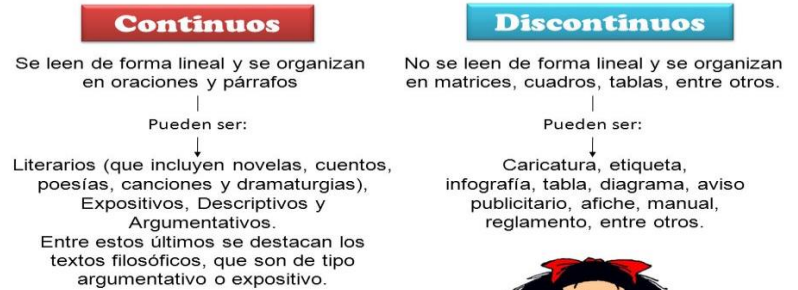 Continuos
Se leen de forma lineal y se organizan
en oraciones y párrafos
Pueden ser:
Literarios (que incluyen novelas, cuentos,
poesías, canciones y dramaturgias),
Expositivos, Descriptivos y
Argumentativos.
Entre estos últimos se destacan los
textos filosóficos, que son de tipo
argumentativo o expositivo.
Discontinuos
No se leen de forma lineal y se organizan
en matrices, cuadros, tablas, entre otros.
Pueden ser:
Caricatura, etiqueta,
infografía, tabla, diagrama, aviso
publicitario, afiche, manual,
reglamento, entre otros.